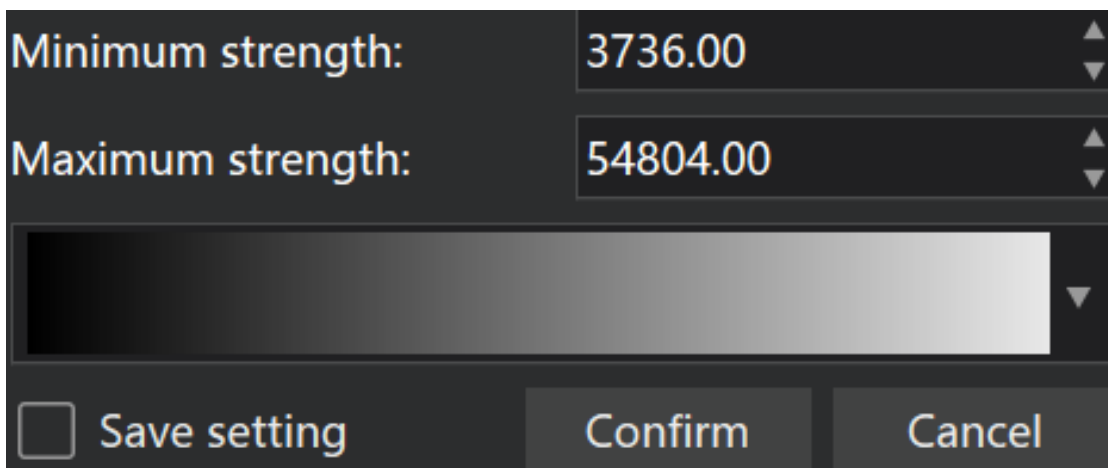 Minimum strength: 3736.00
Maximum strength: 54804.00
Save setting Confirm Cancel